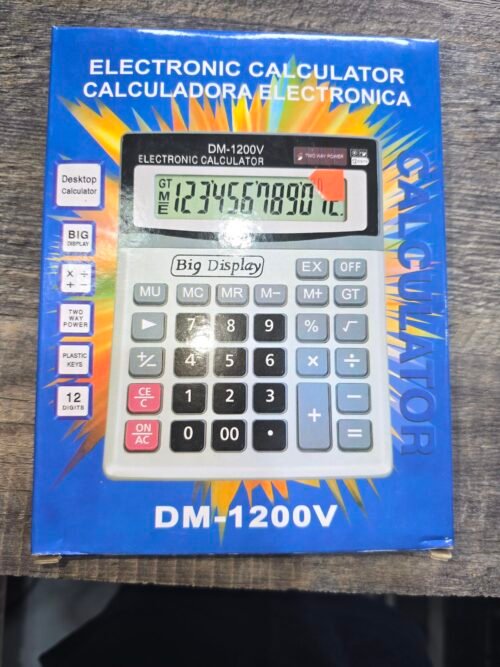 ELECTRONIC CALCULATOR
CALCULADORA ELECTRONICA
DM-1200V
ELECTRONIC CALCULATOR
TWO WAY POWER
GT
M
E
Desktop
Calculator
BIG
DISPLAY
× ÷
- +
TWO
WAY
POWER
PLASTIC
KEYS
12
DIGITS
Big Display
EX OFF
MU MC MR M- M+ GT
▶ 7 8 9 % √
+/- 4 5 6 × ÷
CE/C 1 2 3 + -
ON/AC 0 00 • =
CALCULATOR
DM-1200V